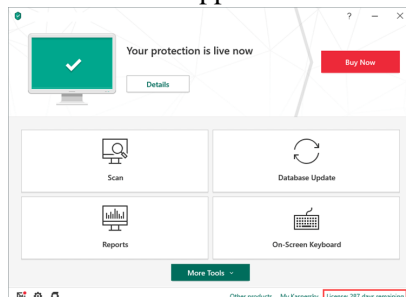 Your protection is live now
Details
Buy Now
Scan
Database Update
Reports
On-Screen Keyboard
More Tools
Other products My Kaspersky License: 287 days remaining